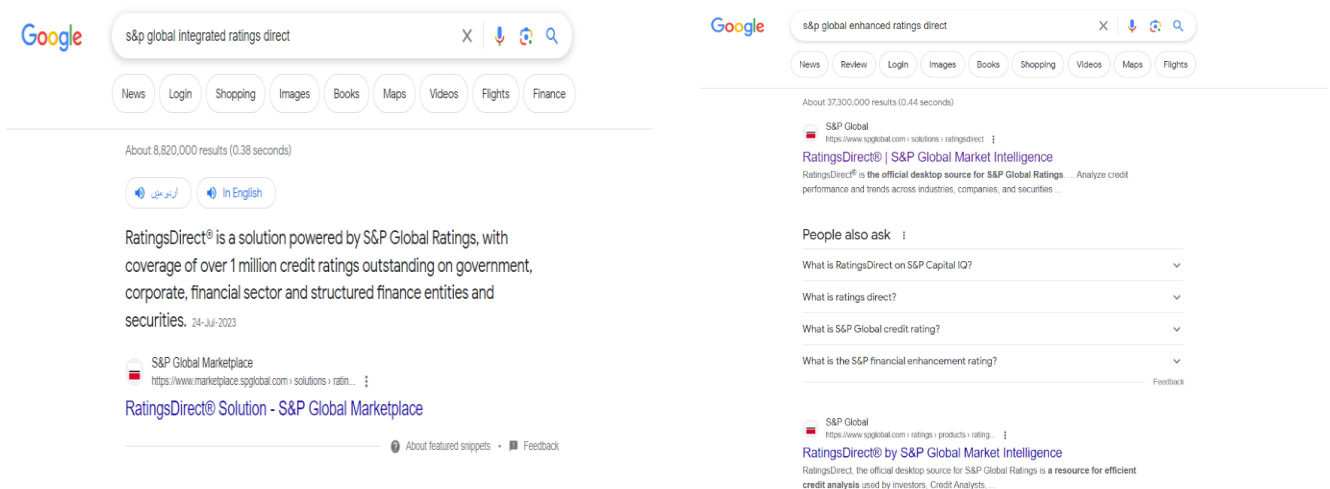 Google
s&p global integrated ratings direct
News Login Shopping Images Books Maps Videos Flights Finance
About 8,820,000 results (0.38 seconds)
اردو میں In English
RatingsDirect® is a solution powered by S&P Global Ratings, with
coverage of over 1 million credit ratings outstanding on government,
corporate, financial sector and structured finance entities and
securities. 24-Jul-2023
S&P Global Marketplace
https://www.marketplace.spglobal.com › solutions › ratin...
RatingsDirect® Solution - S&P Global Marketplace
About featured snippets • Feedback
Google
s&p global enhanced ratings direct
News Review Login Images Books Shopping Videos Maps Flights
About 37,300,000 results (0.44 seconds)
S&P Global
https://www.spglobal.com › solutions › ratingsdirect
RatingsDirect® | S&P Global Market Intelligence
RatingsDirect® is the official desktop source for S&P Global Ratings. ... Analyze credit
performance and trends across industries, companies, and securities ...
People also ask
What is RatingsDirect on S&P Capital IQ?
What is ratings direct?
What is S&P Global credit rating?
What is the S&P financial enhancement rating?
Feedback
S&P Global
https://www.spglobal.com › ratings › products › rating...
RatingsDirect® by S&P Global Market Intelligence
RatingsDirect, the official desktop source for S&P Global Ratings is a resource for efficient
credit analysis used by investors, Credit Analysts, ...